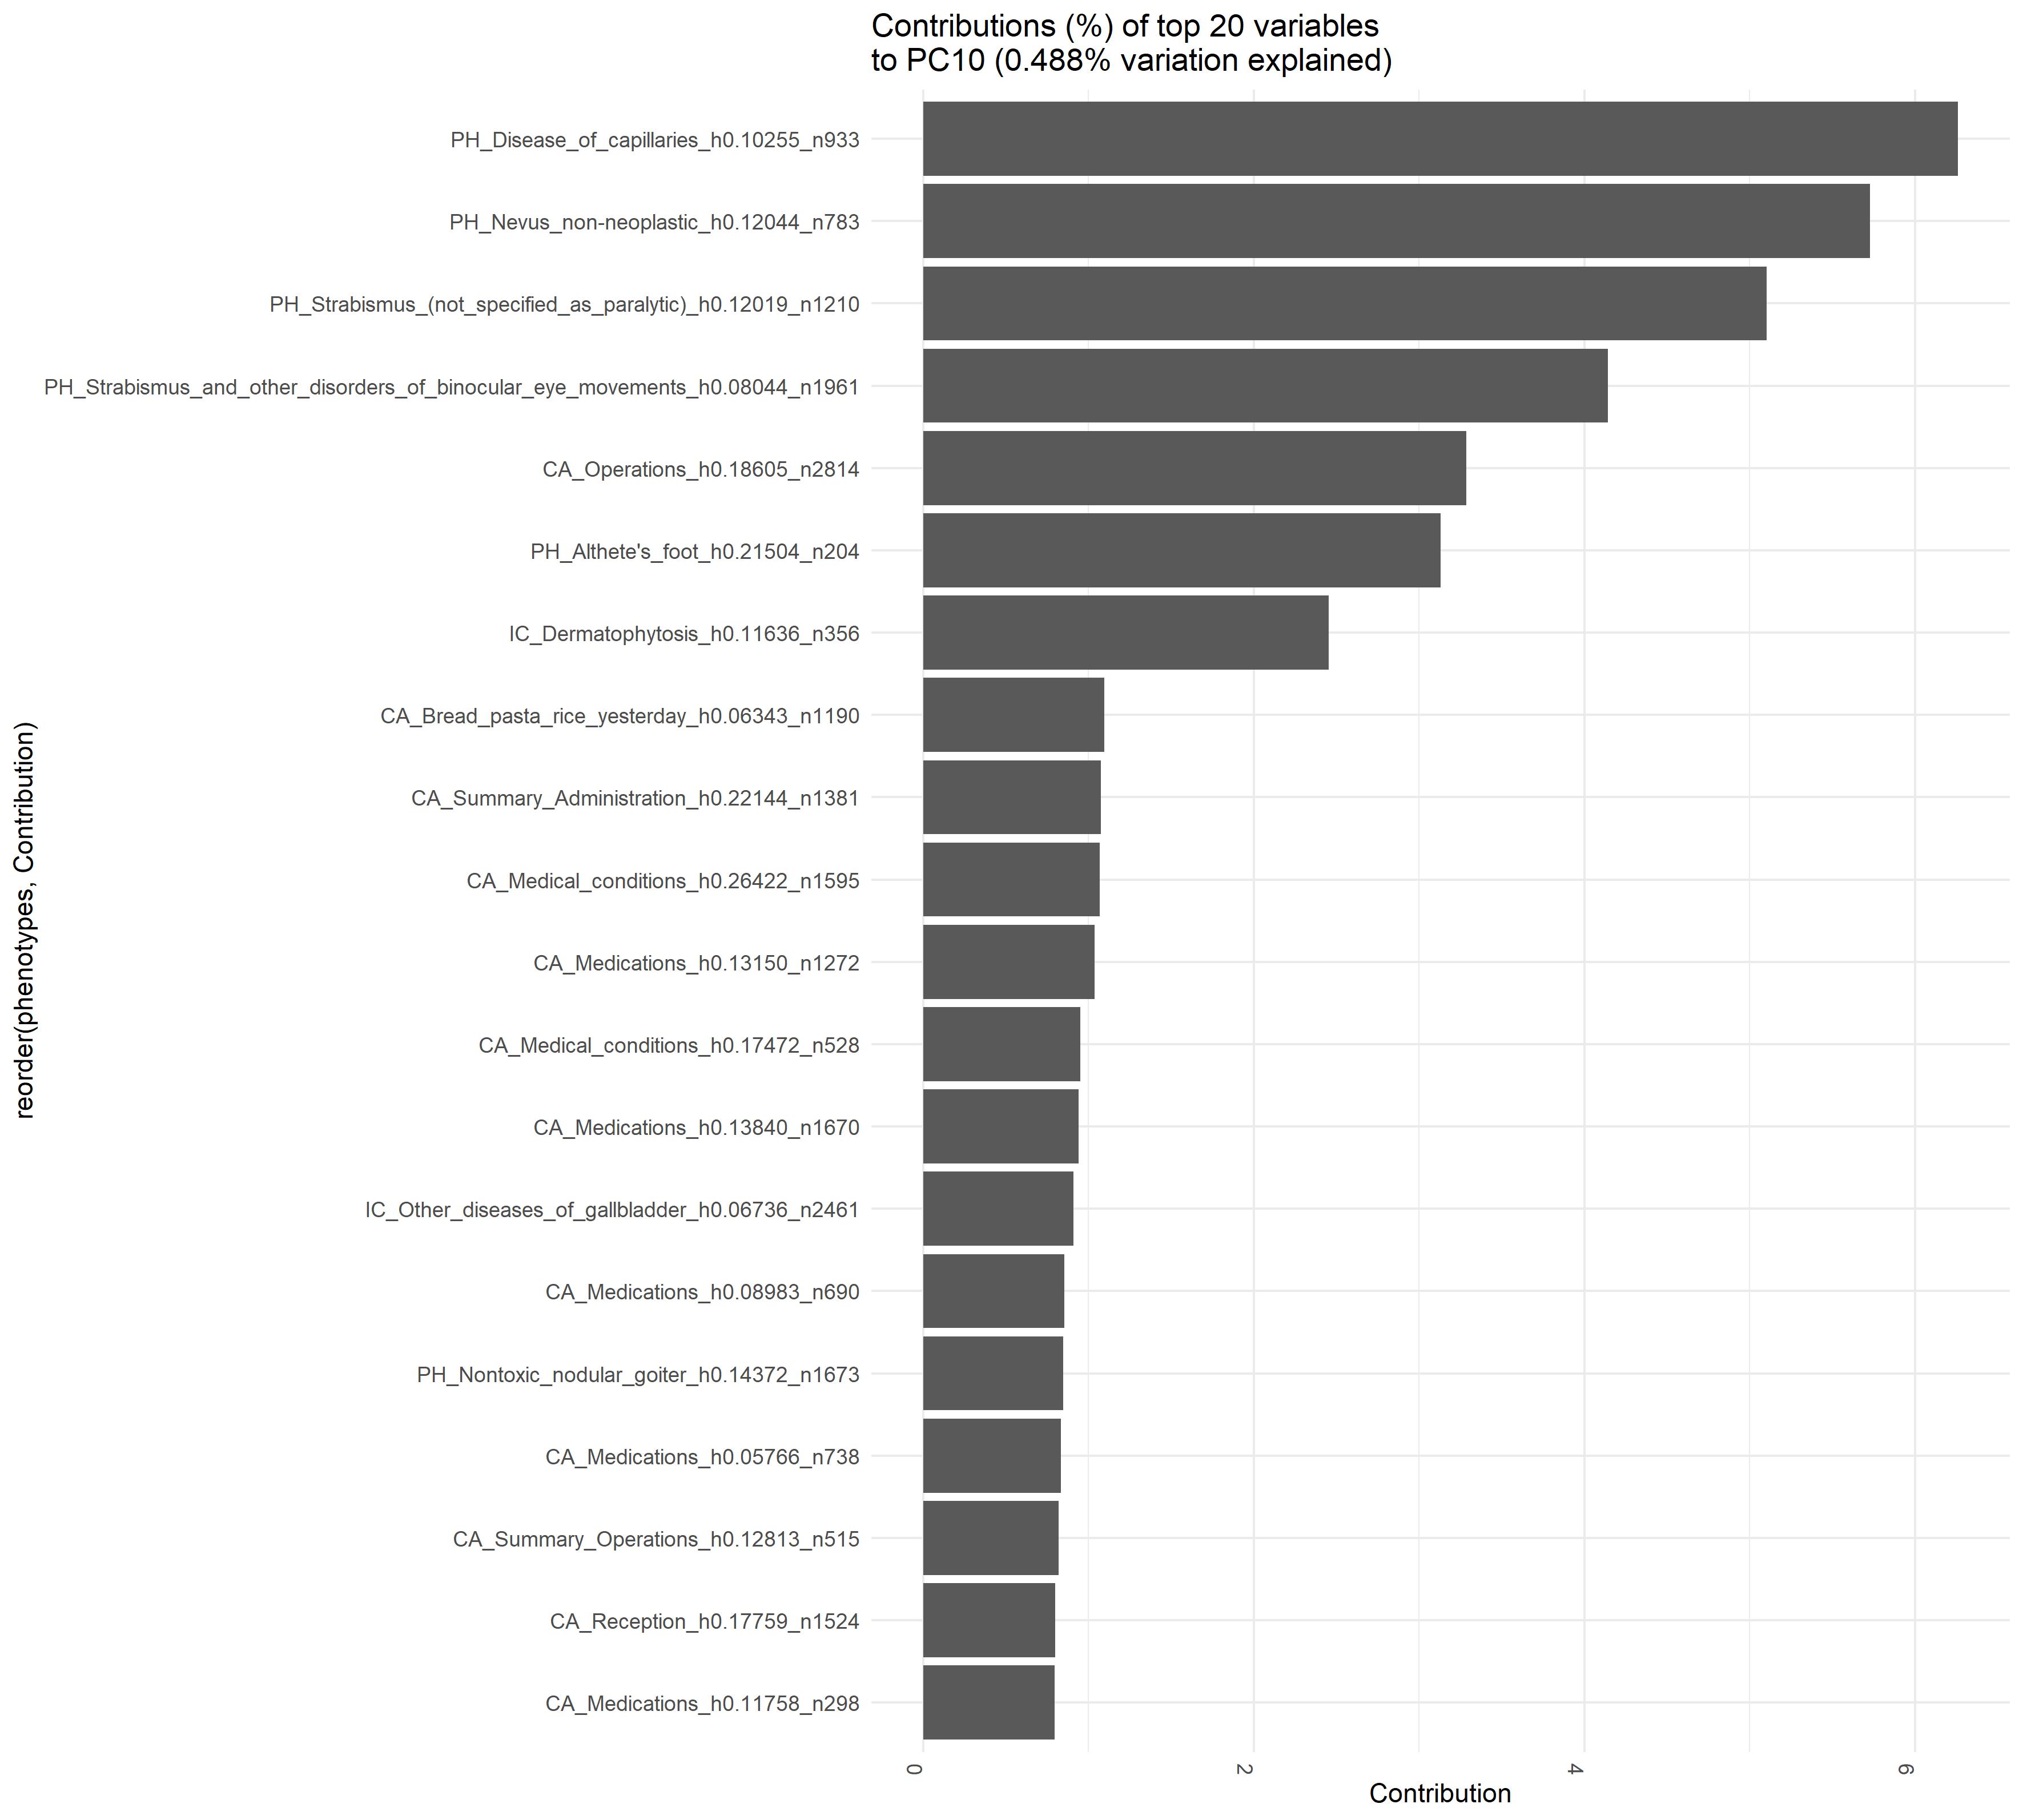 Contributions (%) of top 20 variables
to PC10 (0.488% variation explained)
PH_Disease_of_capillaries_h0.10255_n933
PH_Nevus_non-neoplastic_h0.12044_n783
PH_Strabismus_(not_specified_as_paralytic)_h0.12019_n1210
PH_Strabismus_and_other_disorders_of_binocular_eye_movements_h0.08044_n1961
CA_Operations_h0.18605_n2814
PH_Althete's_foot_h0.21504_n204
IC_Dermatophytosis_h0.11636_n356
CA_Bread_pasta_rice_yesterday_h0.06343_n1190
CA_Summary_Administration_h0.22144_n1381
CA_Medical_conditions_h0.26422_n1595
CA_Medications_h0.13150_n1272
CA_Medical_conditions_h0.17472_n528
CA_Medications_h0.13840_n1670
IC_Other_diseases_of_gallbladder_h0.06736_n2461
CA_Medications_h0.08983_n690
PH_Nontoxic_nodular_goiter_h0.14372_n1673
CA_Medications_h0.05766_n738
CA_Summary_Operations_h0.12813_n515
CA_Reception_h0.17759_n1524
CA_Medications_h0.11758_n298
reorder(phenotypes, Contribution)
0 2 4 6
Contribution